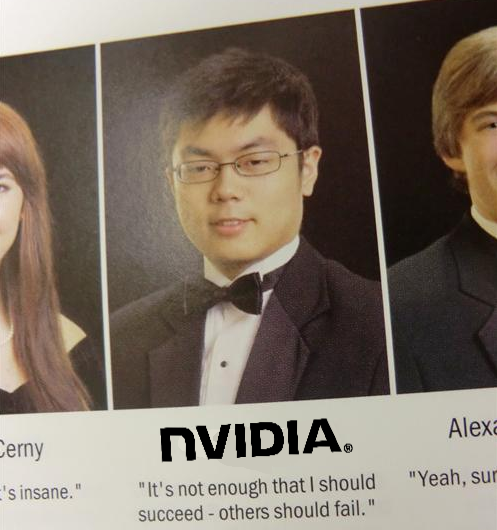 Cerny
NVIDIA®
Alexa
t's insane."
"It's not enough that I should
succeed - others should fail."
"Yeah, sur